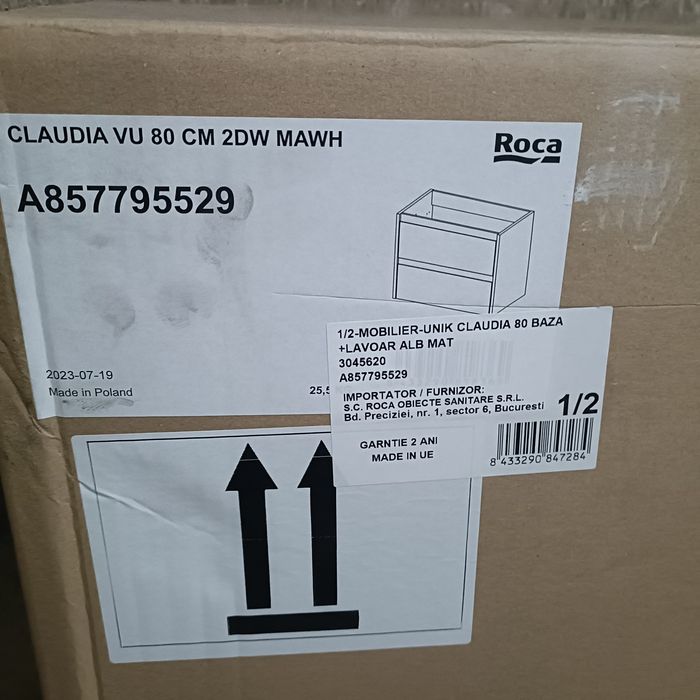 CLAUDIA VU 80 CM 2DW MAWH
Roca
A857795529
2023-07-19
Made in Poland
25,5
1/2-MOBILIER-UNIK CLAUDIA 80 BAZA
+LAVOAR ALB MAT
3045620
A857795529
IMPORTATOR / FURNIZOR:
S.C. ROCA OBIECTE SANITARE S.R.L.
Bd. Preciziei, nr. 1, sector 6, Bucuresti
1/2
GARNTIE 2 ANI
MADE IN UE
8 433290 847284